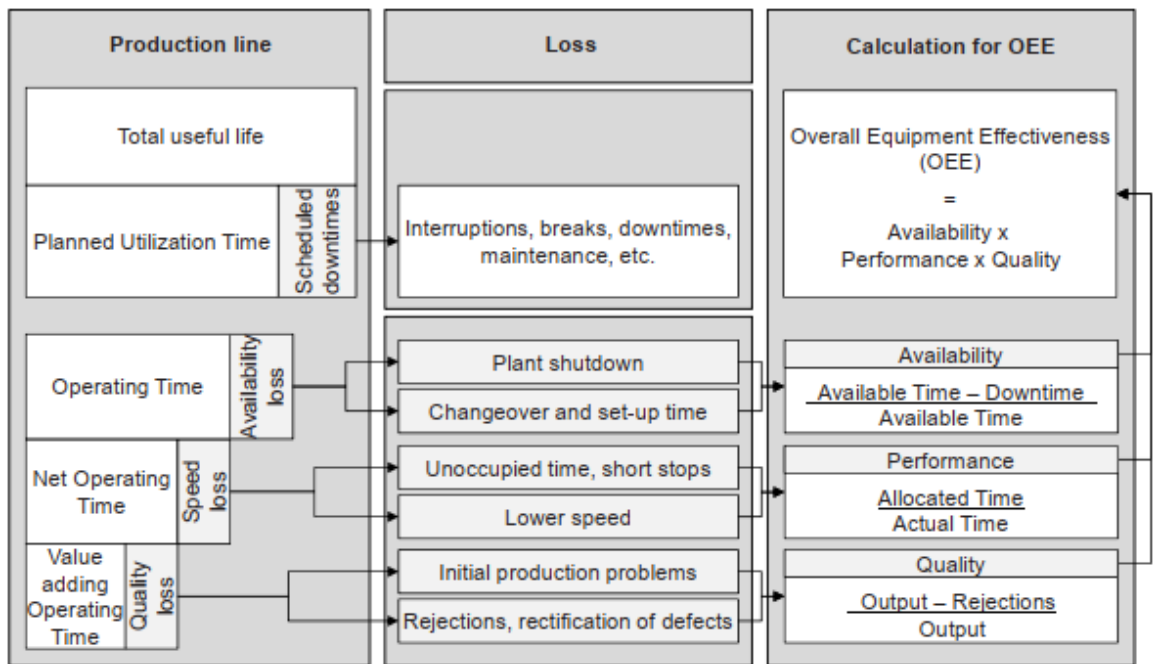 Production line
Loss
Calculation for OEE
Total useful life
Planned Utilization Time
Scheduled
downtimes
Interruptions, breaks, downtimes,
maintenance, etc.
Overall Equipment Effectiveness
(OEE)
=
Availability x
Performance x Quality
Operating Time
Availability
loss
Plant shutdown
Changeover and set-up time
Availability
Available Time – Downtime
Available Time
Net Operating
Time
Speed
loss
Unoccupied time, short stops
Lower speed
Performance
Allocated Time
Actual Time
Value
adding
Operating
Time
Quality
loss
Initial production problems
Rejections, rectification of defects
Quality
Output – Rejections
Output